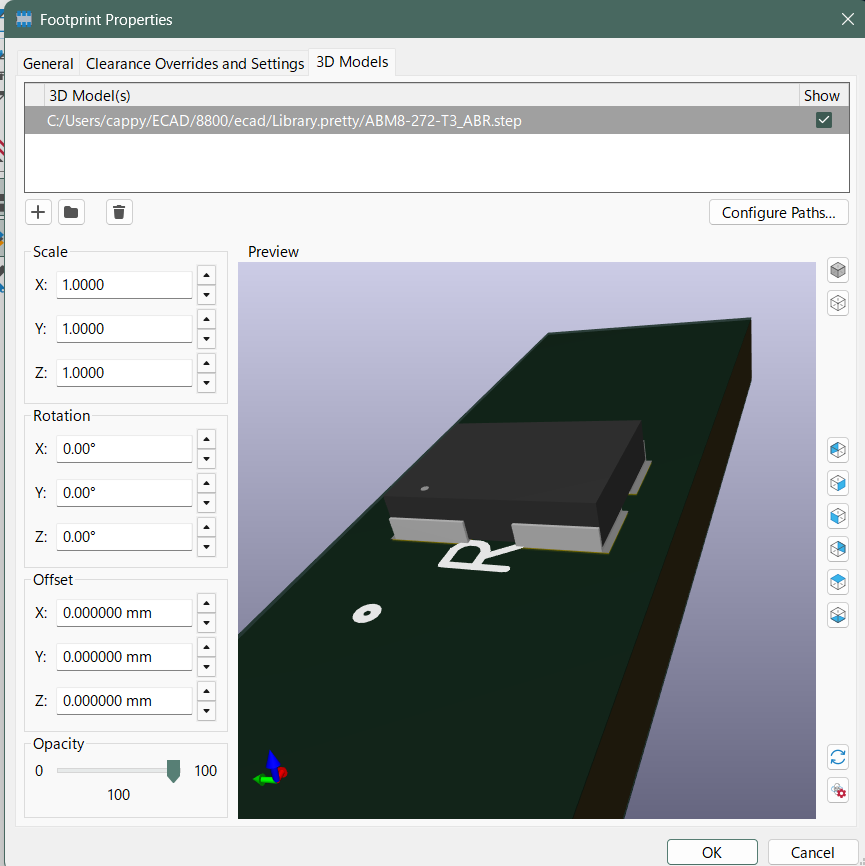 Footprint Properties
General Clearance Overrides and Settings 3D Models
3D Model(s) Show
C:/Users/cappy/ECAD/8800/ecad/Library.pretty/ABM8-272-T3_ABR.step
Configure Paths...
Scale
X: 1.0000
Y: 1.0000
Z: 1.0000
Rotation
X: 0.00°
Y: 0.00°
Z: 0.00°
Offset
X: 0.000000 mm
Y: 0.000000 mm
Z: 0.000000 mm
Opacity
0 100
100
Preview
R
OK Cancel